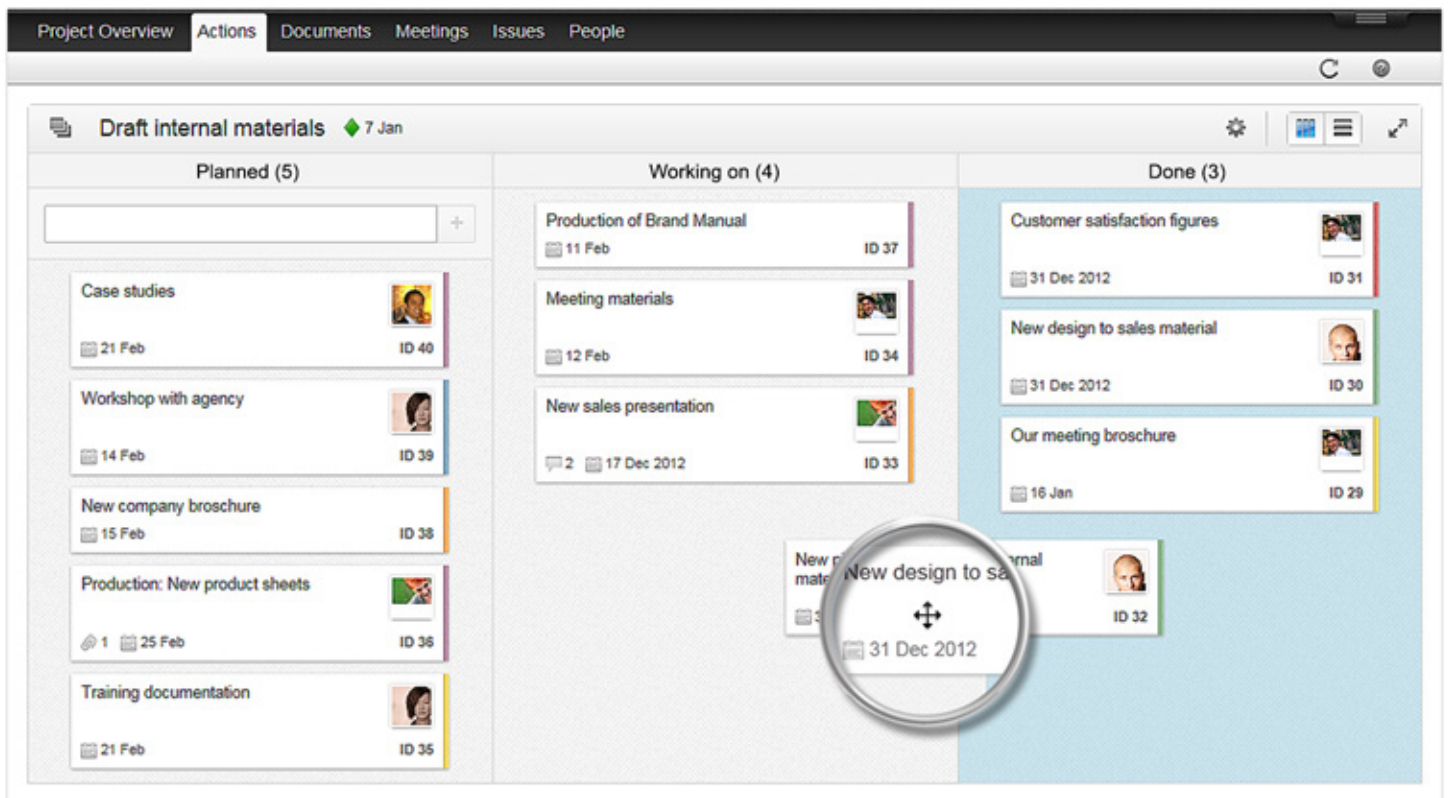 Project Overview Actions Documents Meetings Issues People
Draft internal materials 7 Jan
Planned (5)
Case studies
21 Feb ID 40
Workshop with agency
14 Feb ID 39
New company broschure
15 Feb ID 38
Production: New product sheets
1 25 Feb ID 36
Training documentation
21 Feb ID 35
Working on (4)
Production of Brand Manual
11 Feb ID 37
Meeting materials
12 Feb ID 34
New sales presentation
2 17 Dec 2012 ID 33
New
ID 32
New design to sa
31 Dec 2012
Done (3)
Customer satisfaction figures
31 Dec 2012 ID 31
New design to sales material
31 Dec 2012 ID 30
Our meeting broschure
16 Jan ID 29